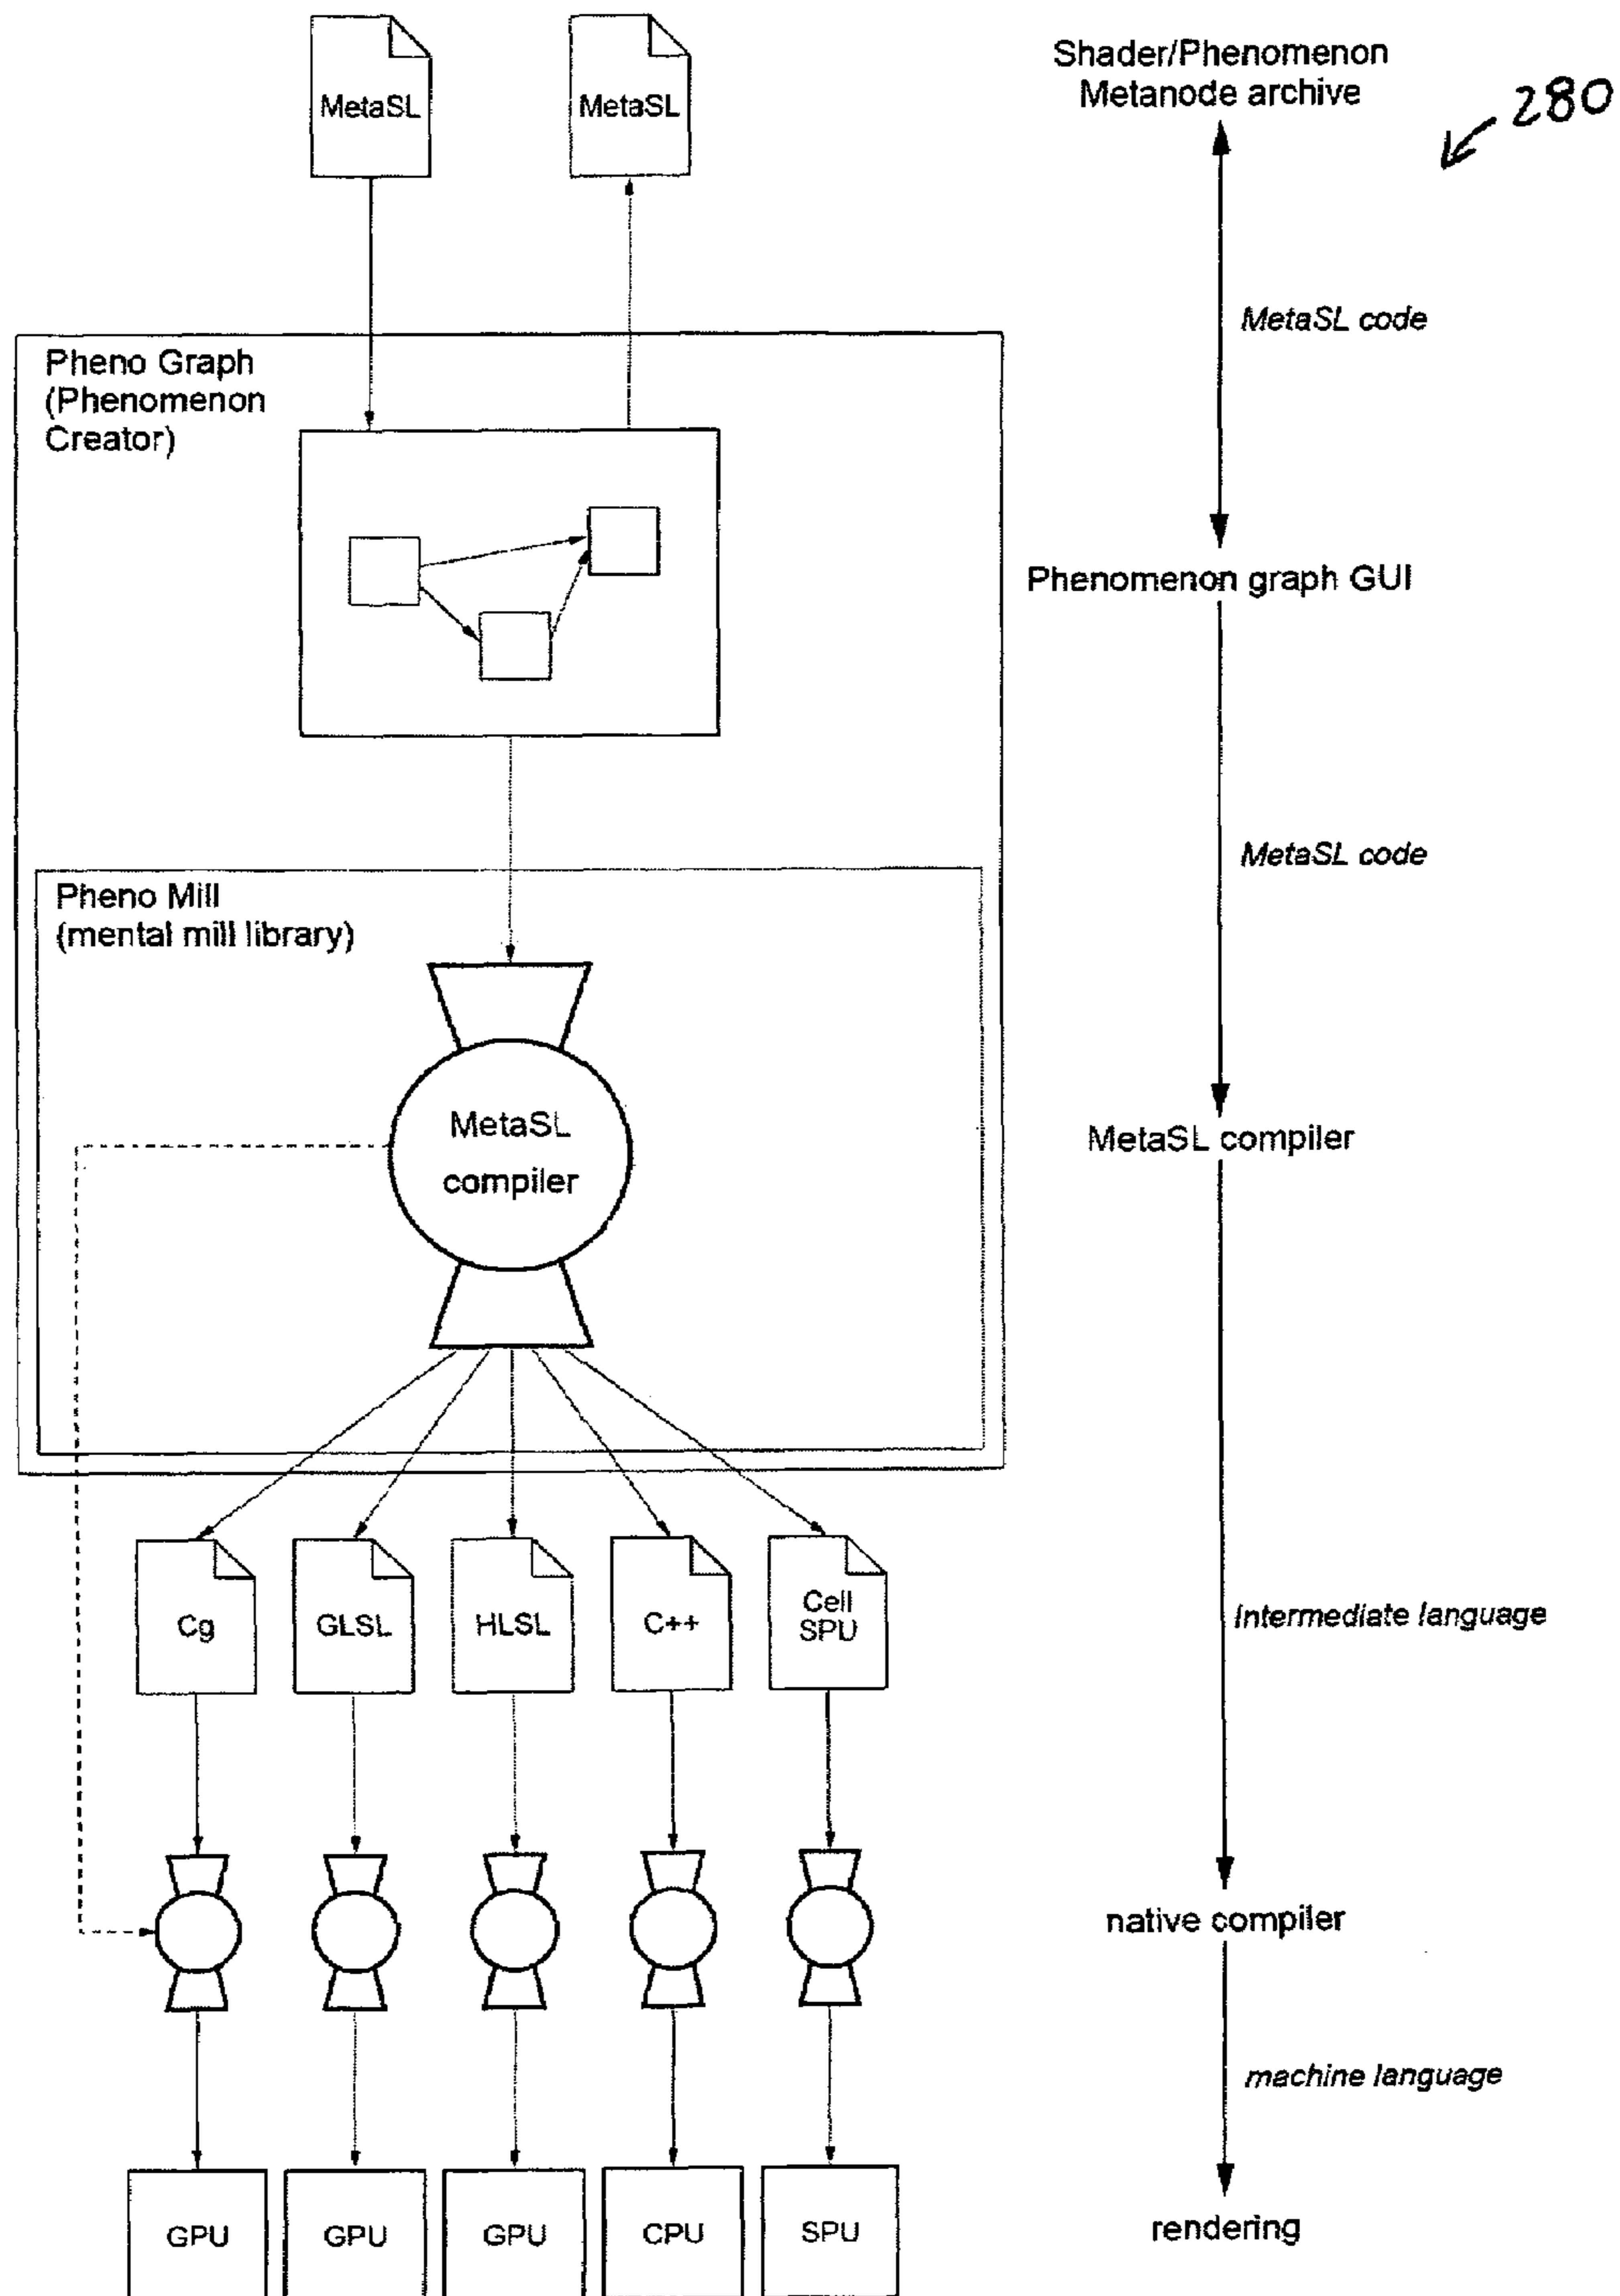 MetaSL
MetaSL
Shader/Phenomenon
Metanode archive
280
MetaSL code
Pheno Graph
(Phenomenon
Creator)
Phenomenon graph GUI
MetaSL code
Pheno Mill
(mental mill library)
MetaSL
compiler
MetaSL compiler
Cg
GLSL
HLSL
C++
Cell
SPU
Intermediate language
native compiler
machine language
GPU
GPU
GPU
CPU
SPU
rendering